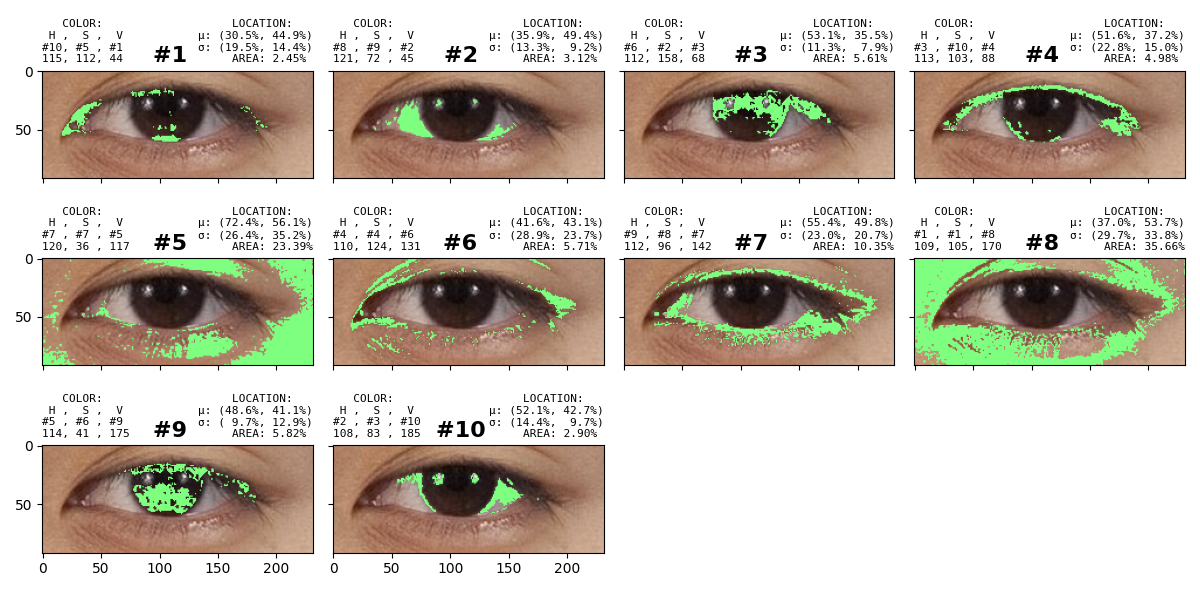 COLOR: LOCATION:
H , S , V μ: (30.5%, 44.9%)
#10, #5 , #1 #1 σ: (19.5%, 14.4%)
115, 112, 44 AREA: 2.45%
COLOR: LOCATION:
H , S , V μ: (35.9%, 49.4%)
#8 , #9 , #2 #2 σ: (13.3%, 9.2%)
121, 72 , 45 AREA: 3.12%
COLOR: LOCATION:
H , S , V μ: (53.1%, 35.5%)
#6 , #2 , #3 #3 σ: (11.3%, 7.9%)
112, 158, 68 AREA: 5.61%
COLOR: LOCATION:
H , S , V μ: (51.6%, 37.2%)
#3 , #10, #4 #4 σ: (22.8%, 15.0%)
113, 103, 88 AREA: 4.98%
0
50
COLOR: LOCATION:
H , S , V μ: (72.4%, 56.1%)
#7 , #7 , #5 #5 σ: (26.4%, 35.2%)
120, 36 , 117 AREA: 23.39%
COLOR: LOCATION:
H , S , V μ: (41.6%, 43.1%)
#4 , #4 , #6 #6 σ: (28.9%, 23.7%)
110, 124, 131 AREA: 5.71%
COLOR: LOCATION:
H , S , V μ: (55.4%, 49.8%)
#9 , #8 , #7 #7 σ: (23.0%, 20.7%)
112, 96 , 142 AREA: 10.35%
COLOR: LOCATION:
H , S , V μ: (37.0%, 53.7%)
#1 , #1 , #8 #8 σ: (29.7%, 33.8%)
109, 105, 170 AREA: 35.66%
0
50
COLOR: LOCATION:
H , S , V μ: (48.6%, 41.1%)
#5 , #6 , #9 #9 σ: ( 9.7%, 12.9%)
114, 41 , 175 AREA: 5.82%
COLOR: LOCATION:
H , S , V μ: (52.1%, 42.7%)
#2 , #3 , #10 #10 σ: (14.4%, 9.7%)
108, 83 , 185 AREA: 2.90%
0
50
0 50 100 150 200
0 50 100 150 200